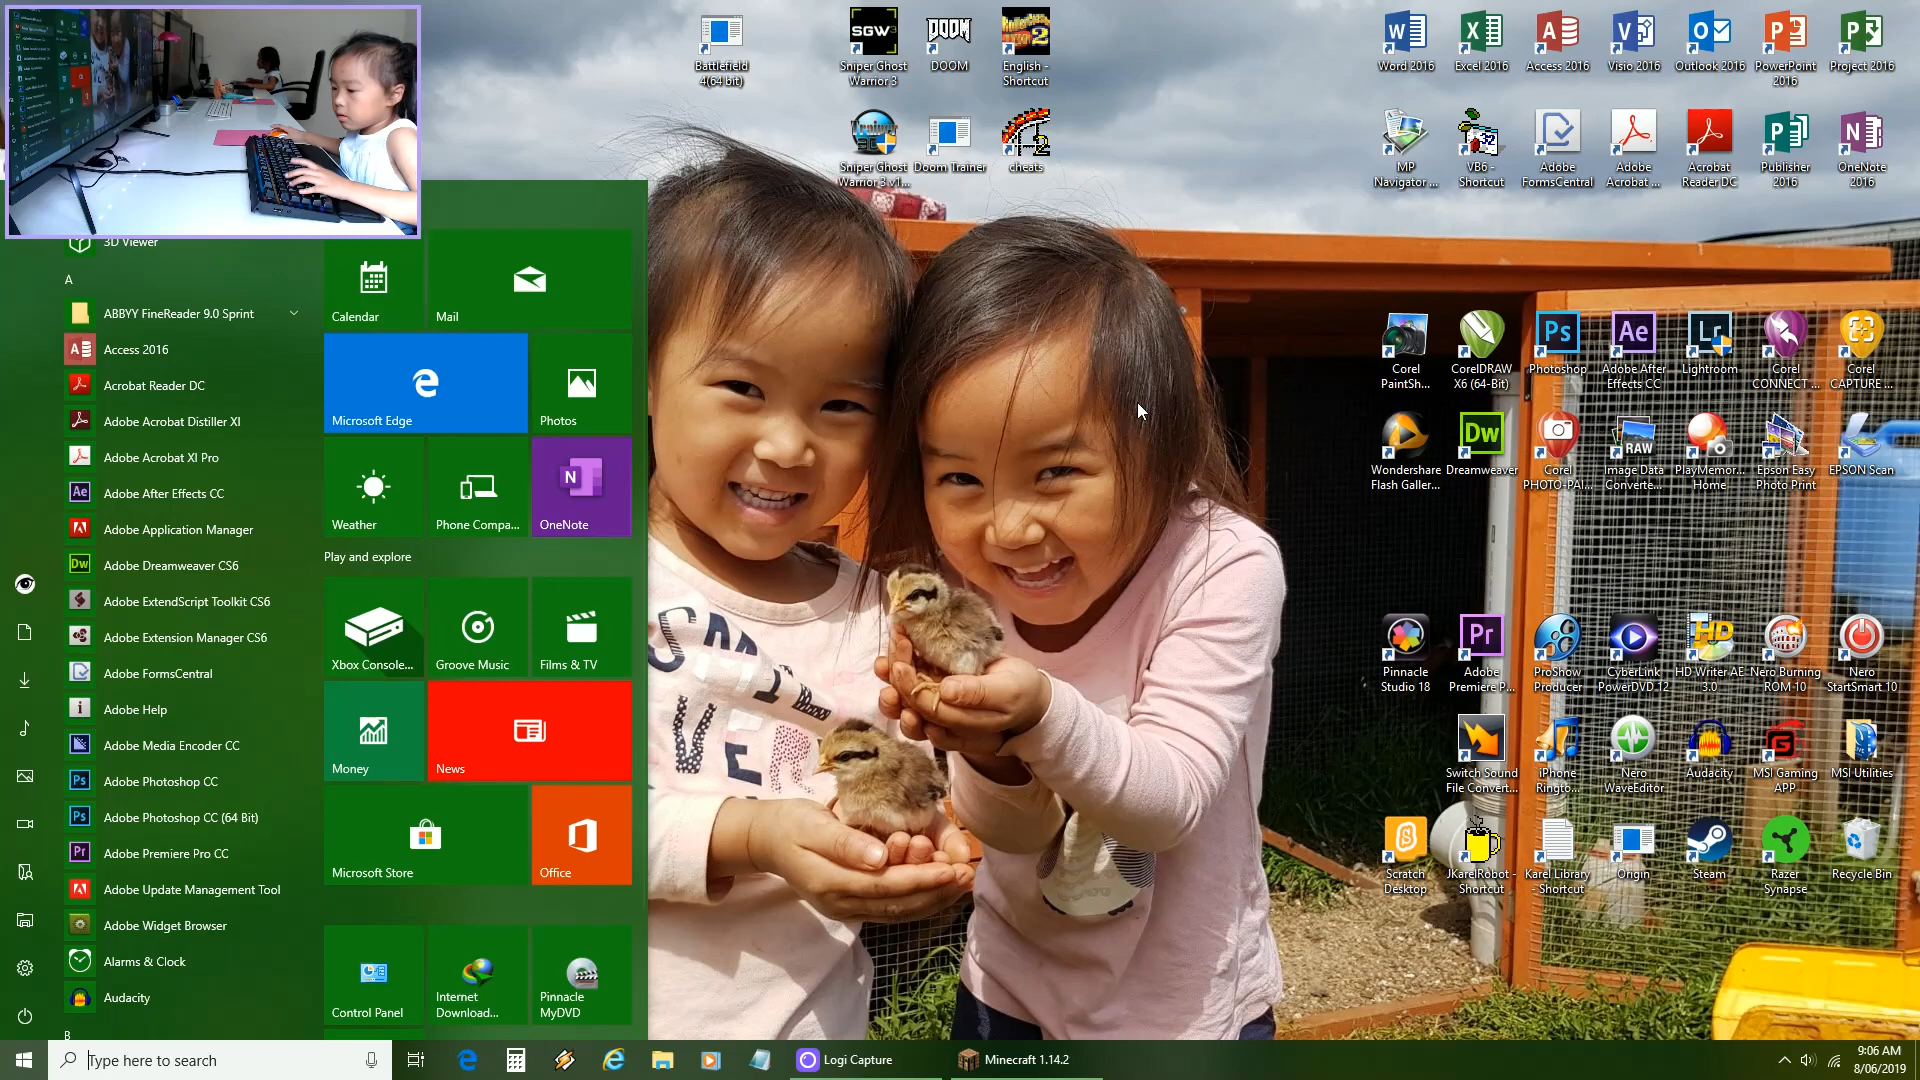 Battlefield
4(64 bit)
SGW3
Sniper Ghost
Warrior 3
DOOM
DOOM
English -
Shortcut
Word 2016
Excel 2016
Access 2016
Visio 2016
Outlook 2016
PowerPoint
2016
Project 2016
Sniper Ghost
Warrior 3 v1...
Doom Trainer
cheats
MP
Navigator ...
VB6 -
Shortcut
Adobe
FormsCentral
Adobe
Acrobat ...
Acrobat
Reader DC
Publisher
2016
OneNote
2016
3D Viewer
A
ABBYY FineReader 9.0 Sprint
Access 2016
Acrobat Reader DC
Adobe Acrobat Distiller XI
Adobe Acrobat XI Pro
Adobe After Effects CC
Adobe Application Manager
Adobe Dreamweaver CS6
Adobe ExtendScript Toolkit CS6
Adobe Extension Manager CS6
Adobe FormsCentral
Adobe Help
Adobe Media Encoder CC
Adobe Photoshop CC
Adobe Photoshop CC (64 Bit)
Adobe Premiere Pro CC
Adobe Update Management Tool
Adobe Widget Browser
Alarms & Clock
Audacity
B
Calendar
Mail
Microsoft Edge
Photos
Weather
Phone Compa...
OneNote
Play and explore
Xbox Console...
Groove Music
Films & TV
Money
News
Microsoft Store
Office
Control Panel
Internet
Download...
Pinnacle
MyDVD
Corel
PaintSh...
CorelDRAW
X6 (64-Bit)
Photoshop
Adobe After
Effects CC
Lightroom
Corel
CONNECT ...
Corel
CAPTURE ...
Wondershare
Flash Galler...
Dreamweaver
Corel
PHOTO-PAI...
Image Data
Converte...
PlayMemor...
Home
Epson Easy
Photo Print
EPSON Scan
Pinnacle
Studio 18
Adobe
Premiere P...
ProShow
Producer
CyberLink
PowerDVD 12
HD Writer AE
3.0
Nero Burning
ROM 10
Nero
StartSmart 10
Switch Sound
File Convert...
iPhone
Ringto...
Nero
WaveEditor
Audacity
MSI Gaming
APP
MSI Utilities
Scratch
Desktop
JKarelRobot -
Shortcut
Karel Library
- Shortcut
Origin
Steam
Razer
Synapse
Recycle Bin
Type here to search
Logi Capture
Minecraft 1.14.2
9:06 AM
8/06/2019